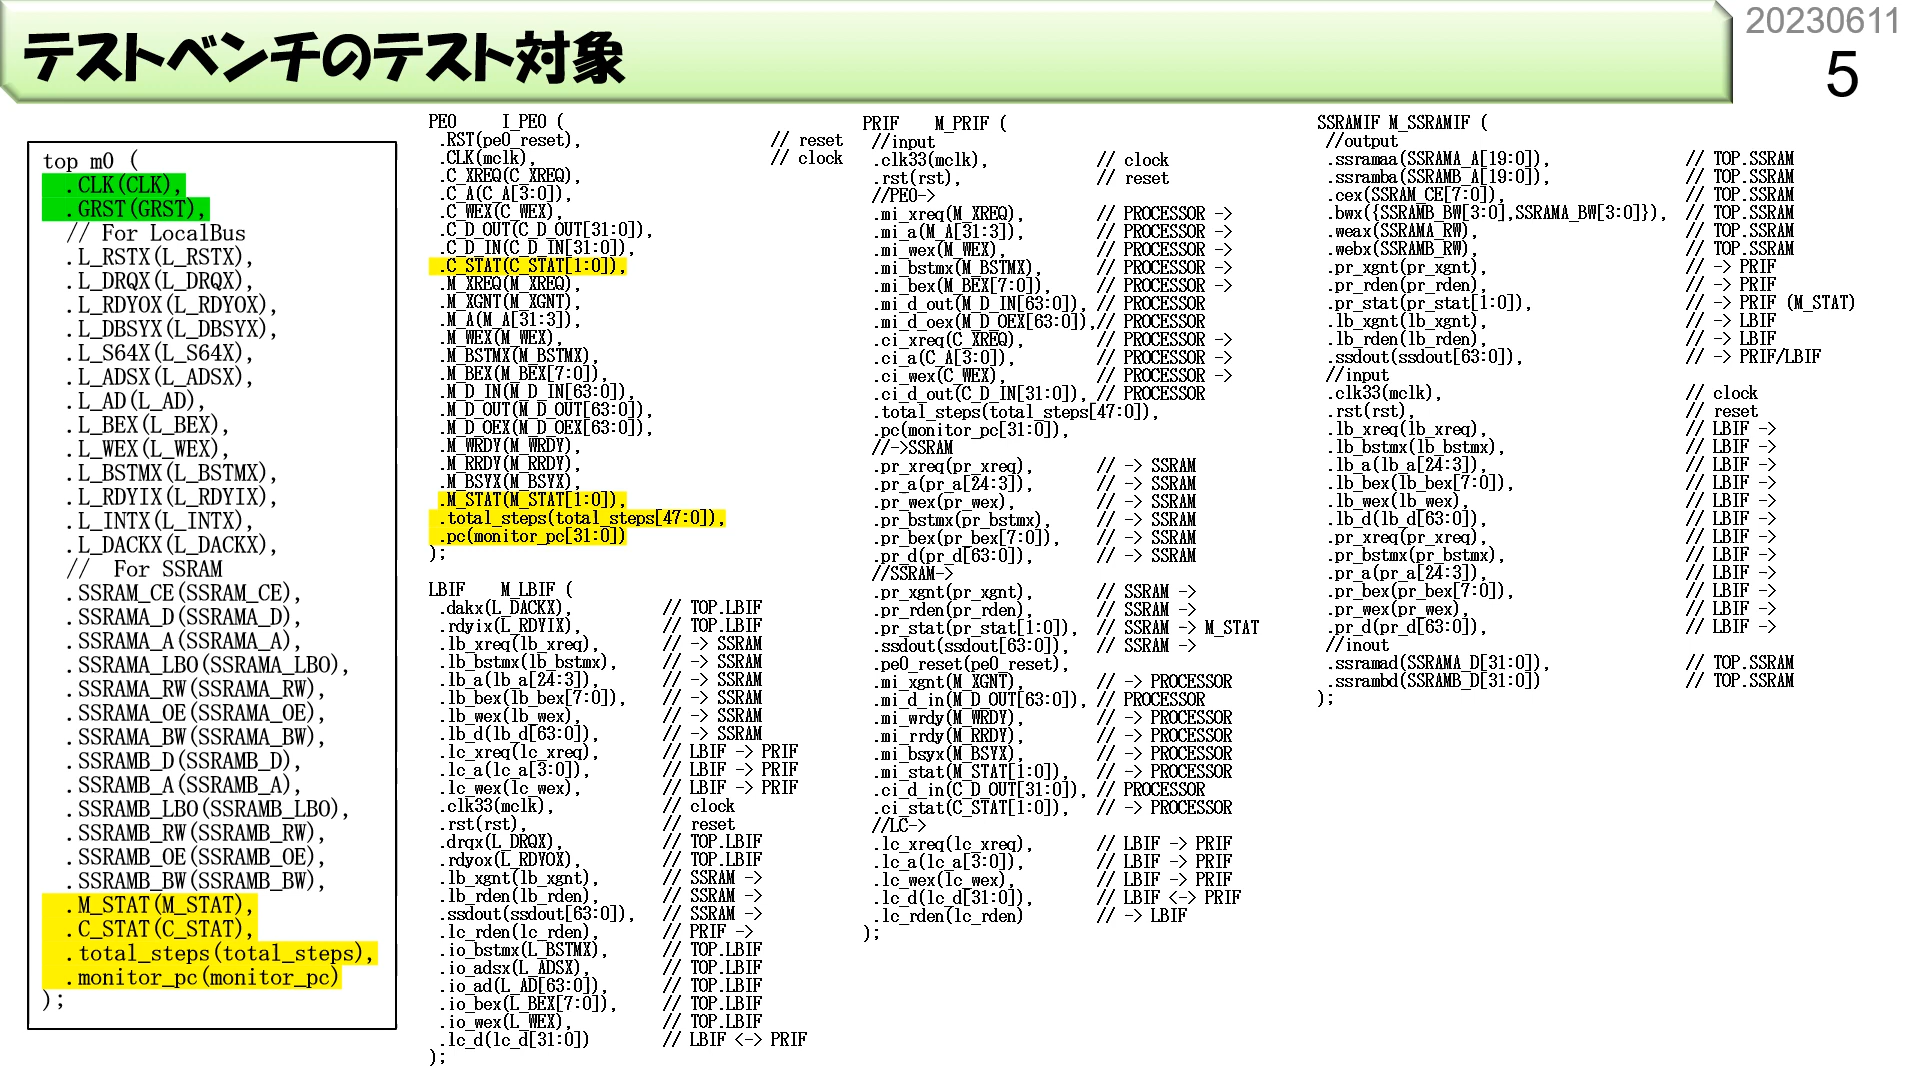 テストベンチのテスト対象
20230611
5
top m0 (
.CLK(CLK),
.GRST(GRST),
// For LocalBus
.L_RSTX(L_RSTX),
.L_DRQX(L_DRQX),
.L_RDYOX(L_RDYOX),
.L_DBSYX(L_DBSYX),
.L_S64X(L_S64X),
.L_ADSX(L_ADSX),
.L_AD(L_AD),
.L_BEX(L_BEX),
.L_WEX(L_WEX),
.L_BSTMX(L_BSTMX),
.L_RDYIX(L_RDYIX),
.L_INTX(L_INTX),
.L_DACKX(L_DACKX),
//  For SSRAM
.SSRAM_CE(SSRAM_CE),
.SSRAMA_D(SSRAMA_D),
.SSRAMA_A(SSRAMA_A),
.SSRAMA_LBO(SSRAMA_LBO),
.SSRAMA_RW(SSRAMA_RW),
.SSRAMA_OE(SSRAMA_OE),
.SSRAMA_BW(SSRAMA_BW),
.SSRAMB_D(SSRAMB_D),
.SSRAMB_A(SSRAMB_A),
.SSRAMB_LBO(SSRAMB_LBO),
.SSRAMB_RW(SSRAMB_RW),
.SSRAMB_OE(SSRAMB_OE),
.SSRAMB_BW(SSRAMB_BW),
.M_STAT(M_STAT),
.C_STAT(C_STAT),
.total_steps(total_steps),
.monitor_pc(monitor_pc)
);
PE0 I_PE0 (
.RST(pe0_reset), // reset
.CLK(mclk), // clock
.C_XREQ(C_XREQ),
.C_A(C_A[3:0]),
.C_WEX(C_WEX),
.C_D_OUT(C_D_OUT[31:0]),
.C_D_IN(C_D_IN[31:0]),
.C_STAT(C_STAT[1:0]),
.M_XREQ(M_XREQ),
.M_XGNT(M_XGNT),
.M_A(M_A[31:3]),
.M_WEX(M_WEX),
.M_BSTMX(M_BSTMX),
.M_BEX(M_BEX[7:0]),
.M_D_IN(M_D_IN[63:0]),
.M_D_OUT(M_D_OUT[63:0]),
.M_D_OEX(M_D_OEX[63:0]),
.M_WRDY(M_WRDY),
.M_RRDY(M_RRDY),
.M_BSYX(M_BSYX),
.M_STAT(M_STAT[1:0]),
.total_steps(total_steps[47:0]),
.pc(monitor_pc[31:0])
);
LBIF M_LBIF (
.dakx(L_DACKX), // TOP.LBIF
.rdyix(L_RDYIX), // TOP.LBIF
.lb_xreq(lb_xreq), // -> SSRAM
.lb_bstmx(lb_bstmx), // -> SSRAM
.lb_a(lb_a[24:3]), // -> SSRAM
.lb_bex(lb_bex[7:0]), // -> SSRAM
.lb_wex(lb_wex), // -> SSRAM
.lb_d(lb_d[63:0]), // -> SSRAM
.lc_xreq(lc_xreq), // LBIF -> PRIF
.lc_a(lc_a[3:0]), // LBIF -> PRIF
.lc_wex(lc_wex), // LBIF -> PRIF
.clk33(mclk), // clock
.rst(rst), // reset
.drqx(L_DRQX), // TOP.LBIF
.rdyox(L_RDYOX), // TOP.LBIF
.lb_xgnt(lb_xgnt), // SSRAM ->
.lb_rden(lb_rden), // SSRAM ->
.ssdout(ssdout[63:0]), // SSRAM ->
.lc_rden(lc_rden), // PRIF ->
.io_bstmx(L_BSTMX), // TOP.LBIF
.io_adsx(L_ADSX), // TOP.LBIF
.io_ad(L_AD[63:0]), // TOP.LBIF
.io_bex(L_BEX[7:0]), // TOP.LBIF
.io_wex(L_WEX), // TOP.LBIF
.lc_d(lc_d[31:0]) // LBIF <-> PRIF
);
PRIF M_PRIF (
//input
.clk33(mclk), // clock
.rst(rst), // reset
//PE0->
.mi_xreq(M_XREQ), // PROCESSOR ->
.mi_a(M_A[31:3]), // PROCESSOR ->
.mi_wex(M_WEX), // PROCESSOR ->
.mi_bstmx(M_BSTMX), // PROCESSOR ->
.mi_bex(M_BEX[7:0]), // PROCESSOR ->
.mi_d_out(M_D_IN[63:0]), // PROCESSOR
.mi_d_oex(M_D_OEX[63:0]),// PROCESSOR
.ci_xreq(C_XREQ), // PROCESSOR ->
.ci_a(C_A[3:0]), // PROCESSOR ->
.ci_wex(C_WEX), // PROCESSOR ->
.ci_d_out(C_D_IN[31:0]), // PROCESSOR
.total_steps(total_steps[47:0]),
.pc(monitor_pc[31:0]),
//->SSRAM
.pr_xreq(pr_xreq), // -> SSRAM
.pr_a(pr_a[24:3]), // -> SSRAM
.pr_wex(pr_wex), // -> SSRAM
.pr_bstmx(pr_bstmx), // -> SSRAM
.pr_bex(pr_bex[7:0]), // -> SSRAM
.pr_d(pr_d[63:0]), // -> SSRAM
//SSRAM->
.pr_xgnt(pr_xgnt), // SSRAM ->
.pr_rden(pr_rden), // SSRAM ->
.pr_stat(pr_stat[1:0]), // SSRAM -> M_STAT
.ssdout(ssdout[63:0]), // SSRAM ->
.pe0_reset(pe0_reset),
.mi_xgnt(M_XGNT), // -> PROCESSOR
.mi_d_in(M_D_OUT[63:0]), // PROCESSOR
.mi_wrdy(M_WRDY), // -> PROCESSOR
.mi_rrdy(M_RRDY), // -> PROCESSOR
.mi_bsyx(M_BSYX), // -> PROCESSOR
.mi_stat(M_STAT[1:0]), // -> PROCESSOR
.ci_d_in(C_D_OUT[31:0]), // PROCESSOR
.ci_stat(C_STAT[1:0]), // -> PROCESSOR
//LC->
.lc_xreq(lc_xreq), // LBIF -> PRIF
.lc_a(lc_a[3:0]), // LBIF -> PRIF
.lc_wex(lc_wex), // LBIF -> PRIF
.lc_d(lc_d[31:0]), // LBIF <-> PRIF
.lc_rden(lc_rden) // -> LBIF
);
SSRAMIF M_SSRAMIF (
//output
.ssramaa(SSRAMA_A[19:0]), // TOP.SSRAM
.ssramba(SSRAMB_A[19:0]), // TOP.SSRAM
.cex(SSRAM_CE[7:0]), // TOP.SSRAM
.bwx({SSRAMB_BW[3:0],SSRAMA_BW[3:0]}), // TOP.SSRAM
.weax(SSRAMA_RW), // TOP.SSRAM
.webx(SSRAMB_RW), // TOP.SSRAM
.pr_xgnt(pr_xgnt), // -> PRIF
.pr_rden(pr_rden), // -> PRIF
.pr_stat(pr_stat[1:0]), // -> PRIF (M_STAT)
.lb_xgnt(lb_xgnt), // -> LBIF
.lb_rden(lb_rden), // -> LBIF
.ssdout(ssdout[63:0]), // -> PRIF/LBIF
//input
.clk33(mclk), // clock
.rst(rst), // reset
.lb_xreq(lb_xreq), // LBIF ->
.lb_bstmx(lb_bstmx), // LBIF ->
.lb_a(lb_a[24:3]), // LBIF ->
.lb_bex(lb_bex[7:0]), // LBIF ->
.lb_wex(lb_wex), // LBIF ->
.lb_d(lb_d[63:0]), // LBIF ->
.pr_xreq(pr_xreq), // LBIF ->
.pr_bstmx(pr_bstmx), // LBIF ->
.pr_a(pr_a[24:3]), // LBIF ->
.pr_bex(pr_bex[7:0]), // LBIF ->
.pr_wex(pr_wex), // LBIF ->
.pr_d(pr_d[63:0]), // LBIF ->
//inout
.ssramad(SSRAMA_D[31:0]), // TOP.SSRAM
.ssrambd(SSRAMB_D[31:0]) // TOP.SSRAM
);